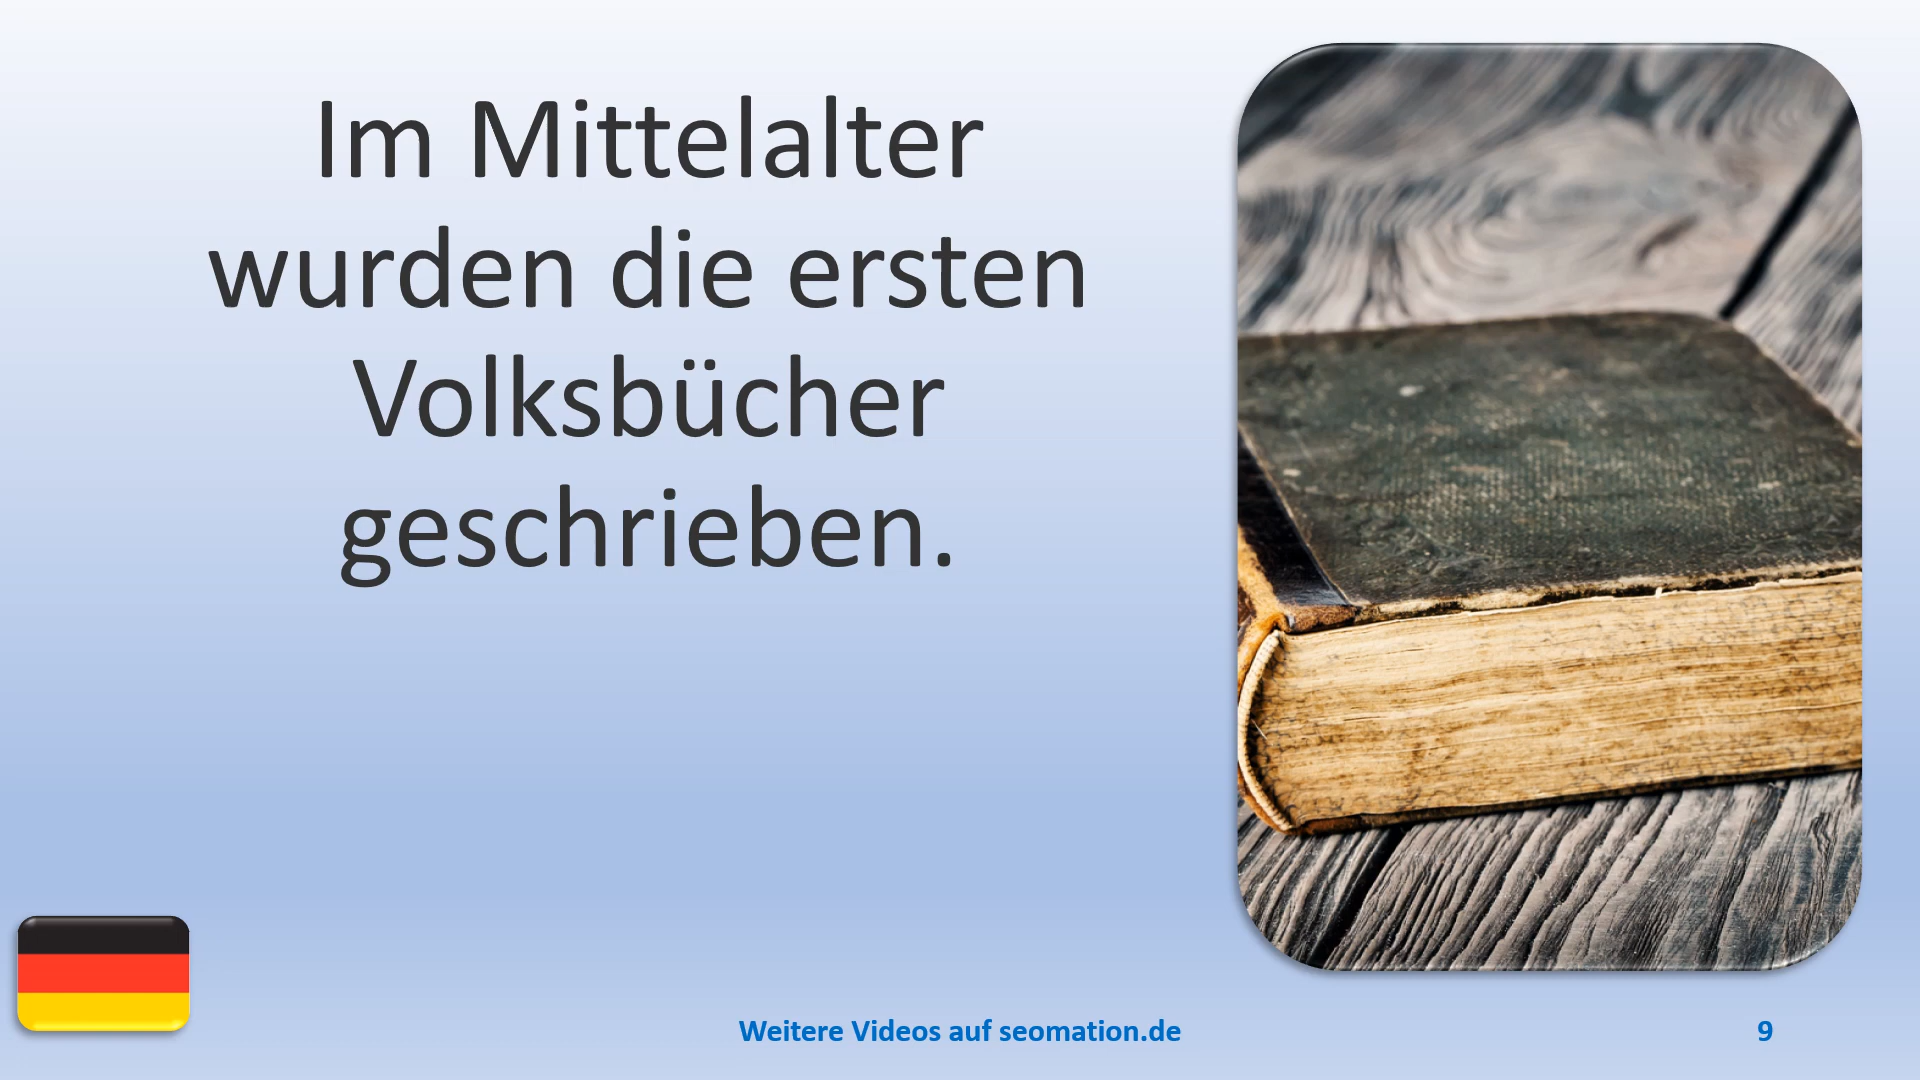 Im Mittelalter
wurden die ersten
Volksbücher
geschrieben.
Weitere Videos auf seomation.de
9